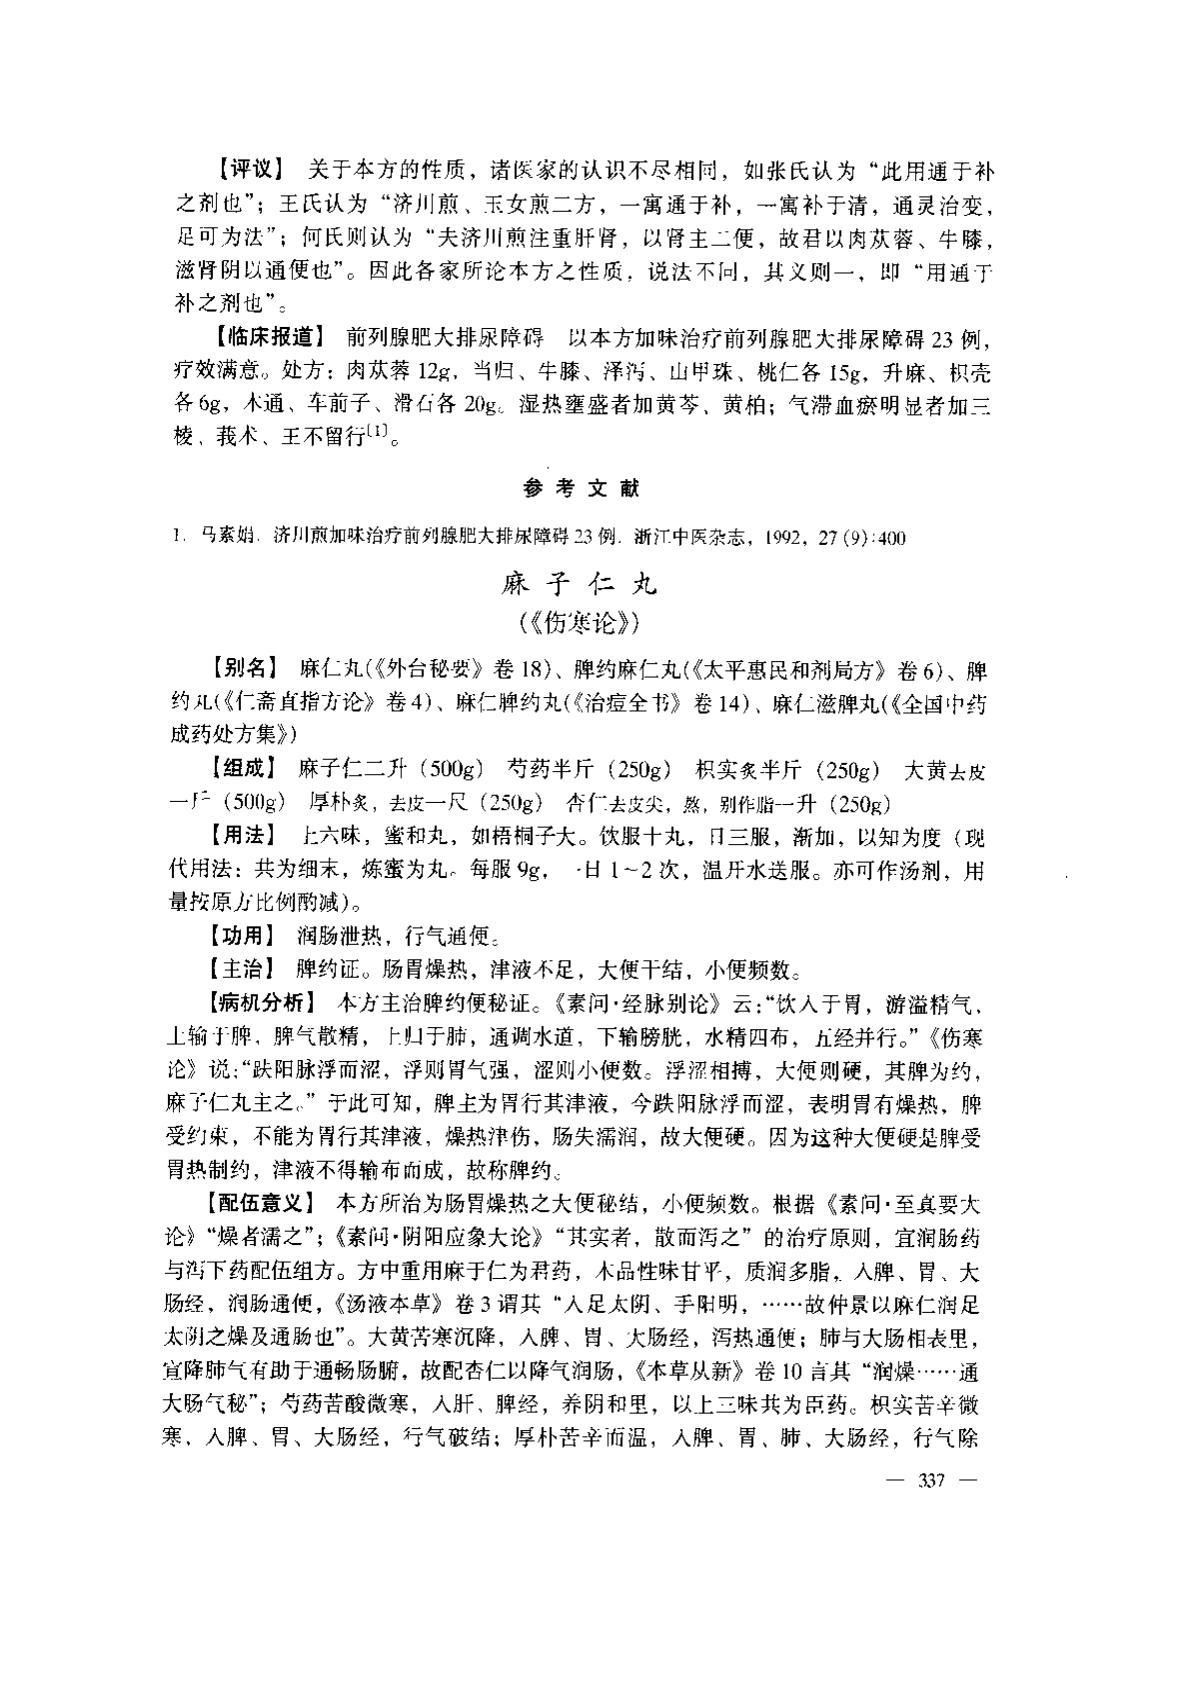 【评议】 关于本方的性质，诸医家的认识不尽相同，如张氏认为“此用通于补
之剂也”；王氏认为“济川煎、玉女煎二方，一寓通于补，一寓补于清，通灵治变，
足可为法”；何氏则认为“夫济川煎注重肝肾，以肾主二便，故君以肉苁蓉、牛膝，
滋肾阴以通便也”。因此各家所论本方之性质，说法不同，其义则一，即“用通于
补之剂也”。
【临床报道】 前列腺肥大排尿障碍 以本方加味治疗前列腺肥大排尿障碍 23 例，
疗效满意。处方：肉苁蓉 12g，当归、牛膝、泽泻、山甲珠、桃仁各 15g，升麻、枳壳
各 6g，木通、车前子、滑石各 20g。湿热壅盛者加黄芩、黄柏；气滞血瘀明显者加三
棱、莪术、王不留行[1]。
参 考 文 献
1. 马素娟. 济川煎加味治疗前列腺肥大排尿障碍 23 例. 浙江中医杂志，1992，27 (9):400
麻 子 仁 丸
(《伤寒论》)
【别名】 麻仁丸(《外台秘要》卷 18)、脾约麻仁丸(《太平惠民和剂局方》卷 6)、脾
约丸(《仁斋直指方论》卷 4)、麻仁脾约丸(《治痘全书》卷 14)、麻仁滋脾丸(《全国中药
成药处方集》)
【组成】 麻子仁二升（500g） 芍药半斤（250g） 枳实炙半斤（250g） 大黄去皮
一斤（500g） 厚朴炙，去皮一尺（250g） 杏仁去皮尖，熬，别作脂一升（250g）
【用法】 上六味，蜜和丸，如梧桐子大。饮服十丸，日三服，渐加，以知为度（现
代用法：共为细末，炼蜜为丸。每服 9g，一日 1～2 次，温开水送服。亦可作汤剂，用
量按原方比例酌减）。
【功用】 润肠泄热，行气通便。
【主治】 脾约证。肠胃燥热，津液不足，大便干结，小便频数。
【病机分析】 本方主治脾约便秘证。《素问·经脉别论》云：“饮入于胃，游溢精气，
上输于脾，脾气散精，上归于肺，通调水道，下输膀胱，水精四布，五经并行。”《伤寒
论》说：“趺阳脉浮而涩，浮则胃气强，涩则小便数。浮涩相搏，大便则硬，其脾为约，
麻子仁丸主之。”于此可知，脾主为胃行其津液，今趺阳脉浮而涩，表明胃有燥热，脾
受约束，不能为胃行其津液，燥热津伤，肠失濡润，故大便硬。因为这种大便硬是脾受
胃热制约，津液不得输布而成，故称脾约。
【配伍意义】 本方所治为肠胃燥热之大便秘结，小便频数。根据《素问·至真要大
论》“燥者濡之”；《素问·阴阳应象大论》“其实者，散而泻之”的治疗原则，宜润肠药
与泻下药配伍组方。方中重用麻子仁为君药，本品性味甘平，质润多脂，入脾、胃、大
肠经，润肠通便，《汤液本草》卷 3 谓其“入足太阴、手阳明，……故仲景以麻仁润足
太阴之燥及通肠也”。大黄苦寒沉降，入脾、胃、大肠经，泻热通便；肺与大肠相表里，
宣降肺气有助于通畅肠腑，故配杏仁以降气润肠，《本草从新》卷 10 言其“润燥……通
大肠气秘”；芍药苦酸微寒，入肝、脾经，养阴和里，以上三味共为臣药。枳实苦辛微
寒，入脾、胃、大肠经，行气破结；厚朴苦辛而温，入脾、胃、肺、大肠经，行气除
— 337 —